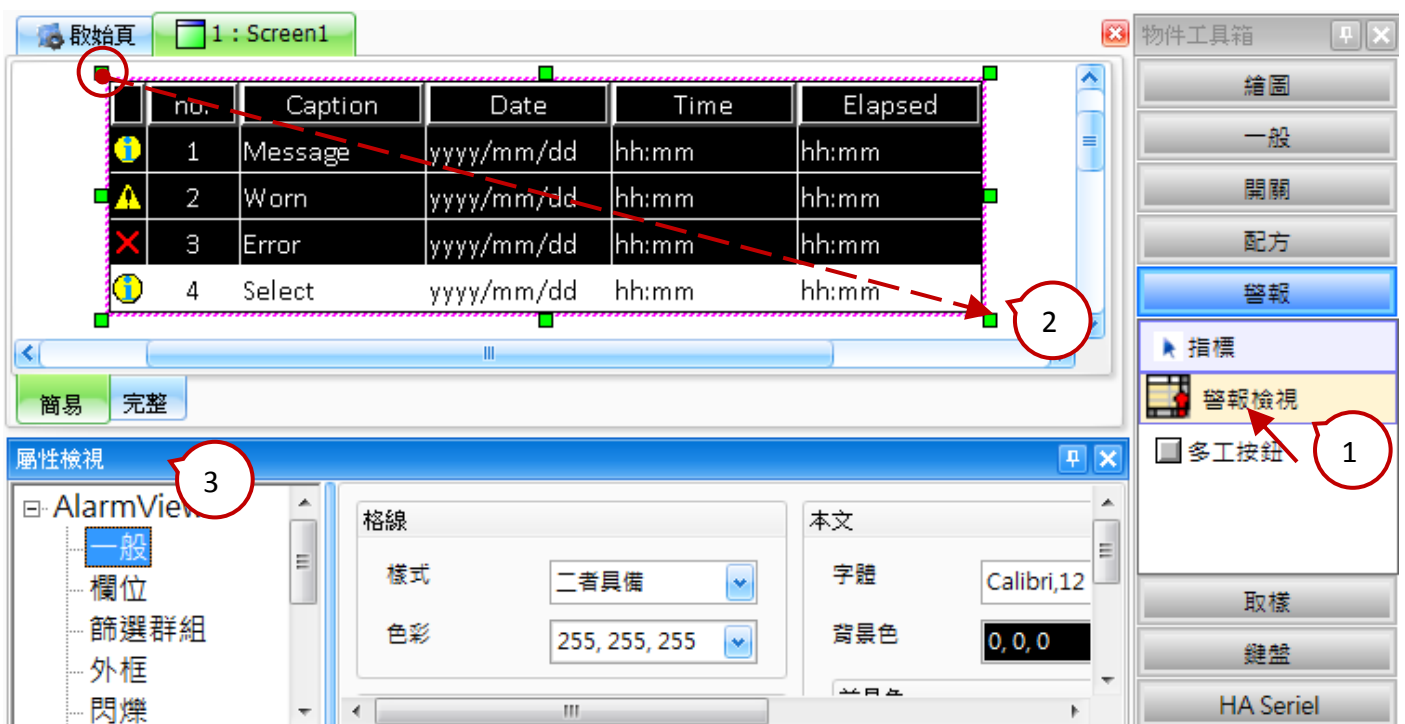 啟始頁 1 : Screen1
no. Caption Date Time Elapsed
1 Message yyyy/mm/dd hh:mm hh:mm
2 Worn yyyy/mm/dd hh:mm hh:mm
3 Error yyyy/mm/dd hh:mm hh:mm
4 Select yyyy/mm/dd hh:mm hh:mm
2
簡易 完整
屬性檢視
3
AlarmView
一般
欄位
篩選群組
外框
閃爍
格線
樣式 二者具備
色彩 255, 255, 255
本文
字體 Calibri,12
背景色 0, 0, 0
物件工具箱
繪圖
一般
開關
配方
警報
指標
警報檢視
多工按鈕
1
取樣
鍵盤
HA Seriel